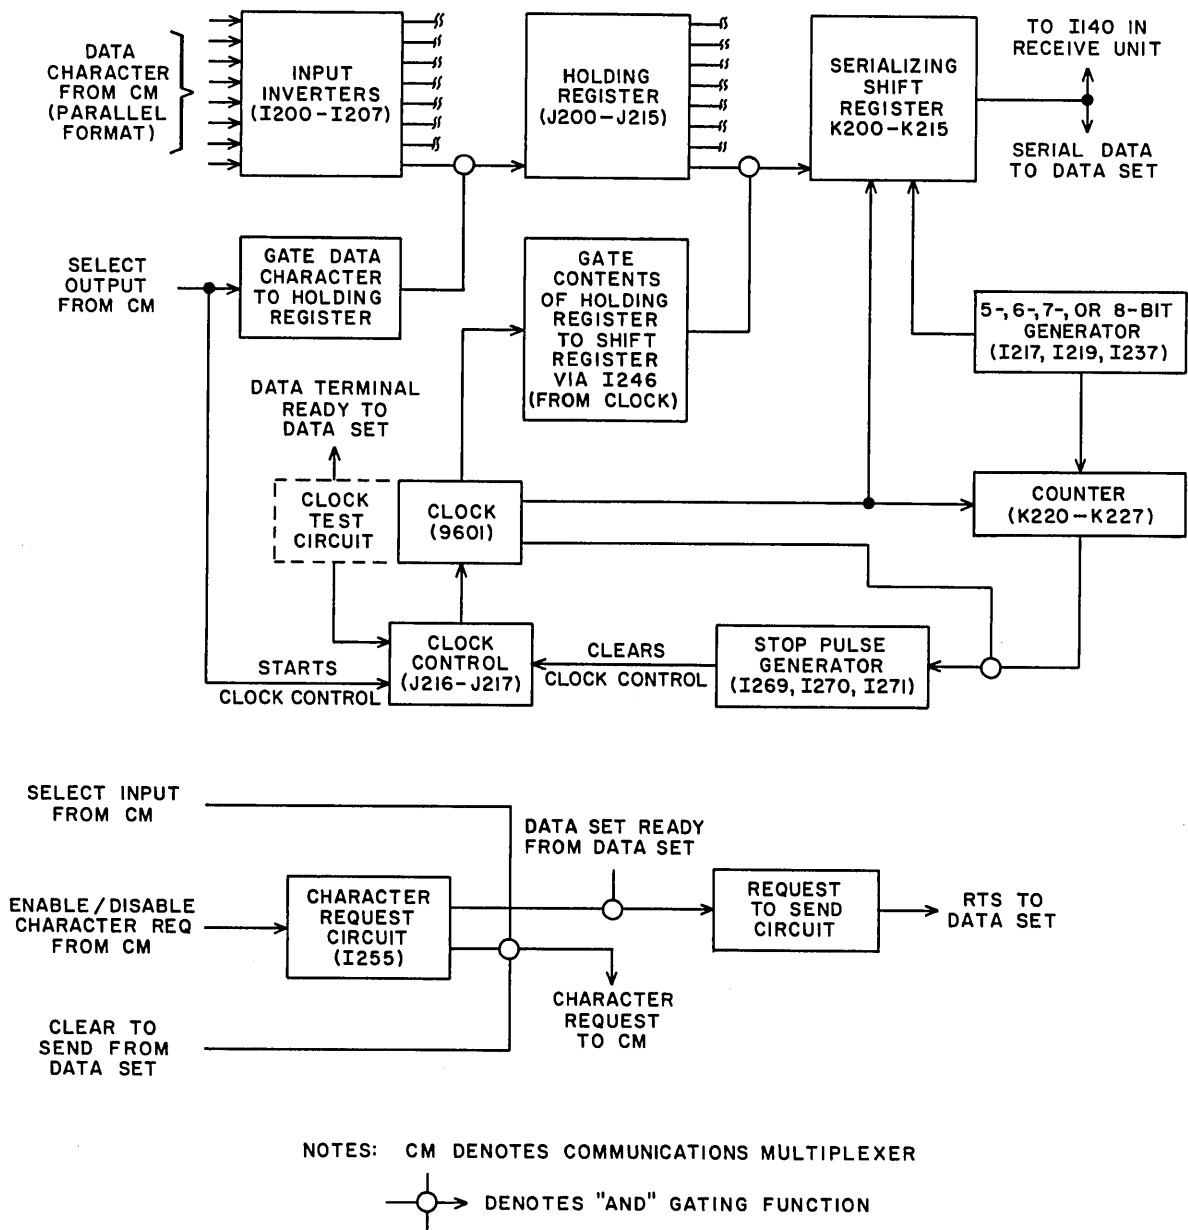 DATA
CHARACTER
FROM CM
(PARALLEL
FORMAT)
INPUT
INVERTERS
(I200-I207)
HOLDING
REGISTER
(J200-J215)
SERIALIZING
SHIFT
REGISTER
K200-K215
TO I140 IN
RECEIVE UNIT
SERIAL DATA
TO DATA SET
SELECT
OUTPUT
FROM CM
GATE DATA
CHARACTER
TO HOLDING
REGISTER
GATE
CONTENTS
OF HOLDING
REGISTER
TO SHIFT
REGISTER
VIA I246
(FROM CLOCK)
5-,6-,7-, OR 8-BIT
GENERATOR
(I217, I219, I237)
DATA TERMINAL
READY TO
DATA SET
CLOCK
TEST
CIRCUIT
CLOCK
(9601)
COUNTER
(K220-K227)
CLOCK
CONTROL
(J216-J217)
STARTS
CLOCK CONTROL
CLEARS
CLOCK CONTROL
STOP PULSE
GENERATOR
(I269, I270, I271)
SELECT INPUT
FROM CM
DATA SET READY
FROM DATA SET
ENABLE/DISABLE
CHARACTER REQ
FROM CM
CHARACTER
REQUEST
CIRCUIT
(I255)
REQUEST
TO SEND
CIRCUIT
RTS TO
DATA SET
CHARACTER
REQUEST
TO CM
CLEAR TO
SEND FROM
DATA SET
NOTES: CM DENOTES COMMUNICATIONS MULTIPLEXER
DENOTES "AND" GATING FUNCTION